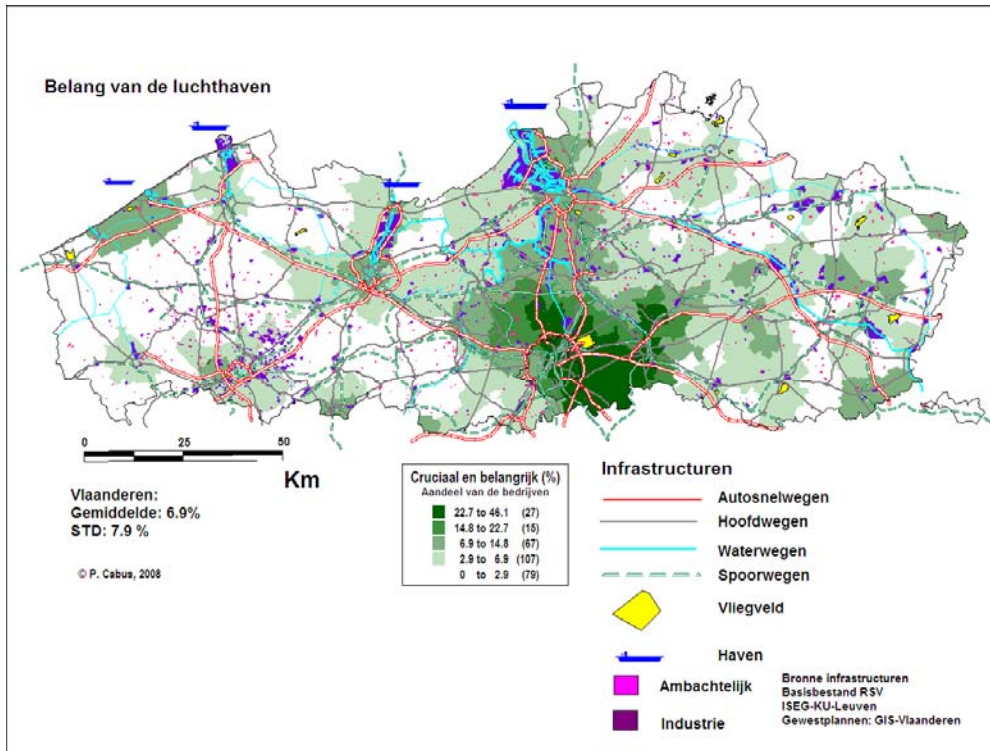 Belang van de luchthaven
0 25 50
Km
Vlaanderen:
Gemiddelde: 6.9%
STD: 7.9 %
© P. Cabus, 2008
Cruciaal en belangrijk (%)
Aandeel van de bedrijven
22.7 to 46.1 (27)
14.8 to 22.7 (15)
6.9 to 14.8 (67)
2.9 to 6.9 (107)
0 to 2.9 (79)
Infrastructuren
Autosnelwegen
Hoofdwegen
Waterwegen
Spoorwegen
Vliegveld
Haven
Ambachtelijk
Industrie
Bronne infrastructuren
Basisbestand RSV
ISEG-KU-Leuven
Gewestplannen: GIS-Vlaanderen